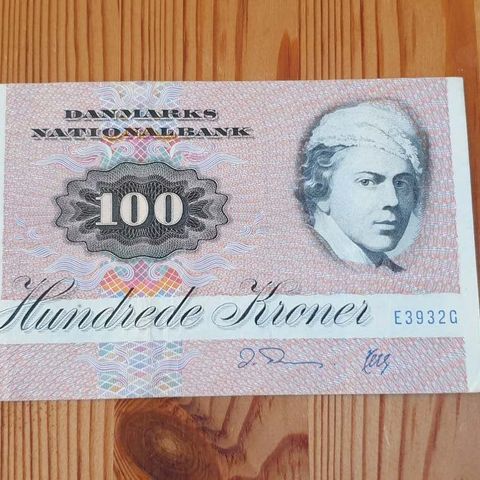 DANMARKS
NATIONALBANK
100
Hundrede Kroner E3932G